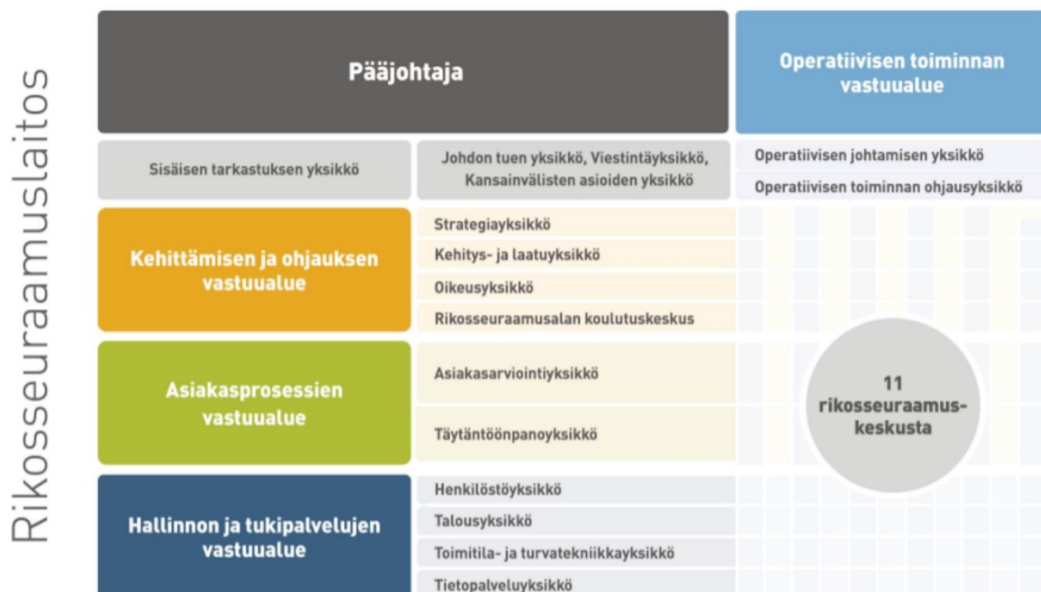 Rikosseuraamuslaitos
Pääjohtaja
Operatiivisen toiminnan
vastuualue
Sisäisen tarkastuksen yksikkö
Johdon tuen yksikkö, Viestintäyksikkö,
Kansainvälisten asioiden yksikkö
Operatiivisen johtamisen yksikkö
Operatiivisen toiminnan ohjausyksikkö
Kehittämisen ja ohjauksen
vastuualue
Strategiayksikkö
Kehitys- ja laatuyksikkö
Oikeusyksikkö
Rikosseuraamusalan koulutuskeskus
Asiakasprosessien
vastuualue
Asiakasarviointiyksikkö
Täytäntöönpanoyksikkö
11
rikosseuraamus-
keskusta
Hallinnon ja tukipalvelujen
vastuualue
Henkilöstöyksikkö
Talousyksikkö
Toimitila- ja turvatekniikkayksikkö
Tietopalveluyksikkö